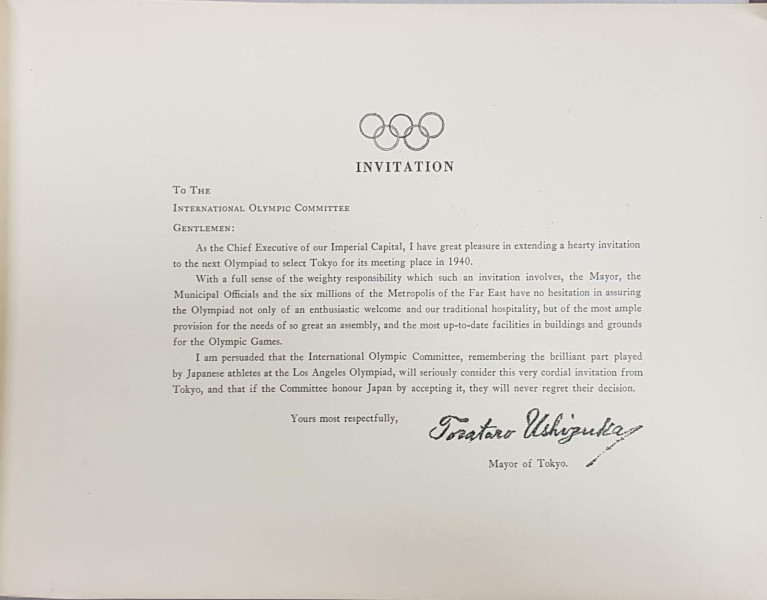 INVITATION
To The
International Olympic Committee
Gentlemen:
As the Chief Executive of our Imperial Capital, I have great pleasure in extending a hearty invitation
to the next Olympiad to select Tokyo for its meeting place in 1940.
With a full sense of the weighty responsibility which such an invitation involves, the Mayor, the
Municipal Officials and the six millions of the Metropolis of the Far East have no hesitation in assuring
the Olympiad not only of an enthusiastic welcome and our traditional hospitality, but of the most ample
provision for the needs of so great an assembly, and the most up-to-date facilities in buildings and grounds
for the Olympic Games.
I am persuaded that the International Olympic Committee, remembering the brilliant part played
by Japanese athletes at the Los Angeles Olympiad, will seriously consider this very cordial invitation from
Tokyo, and that if the Committee honour Japan by accepting it, they will never regret their decision.
Yours most respectfully,
Torataro Ushizuka
Mayor of Tokyo.